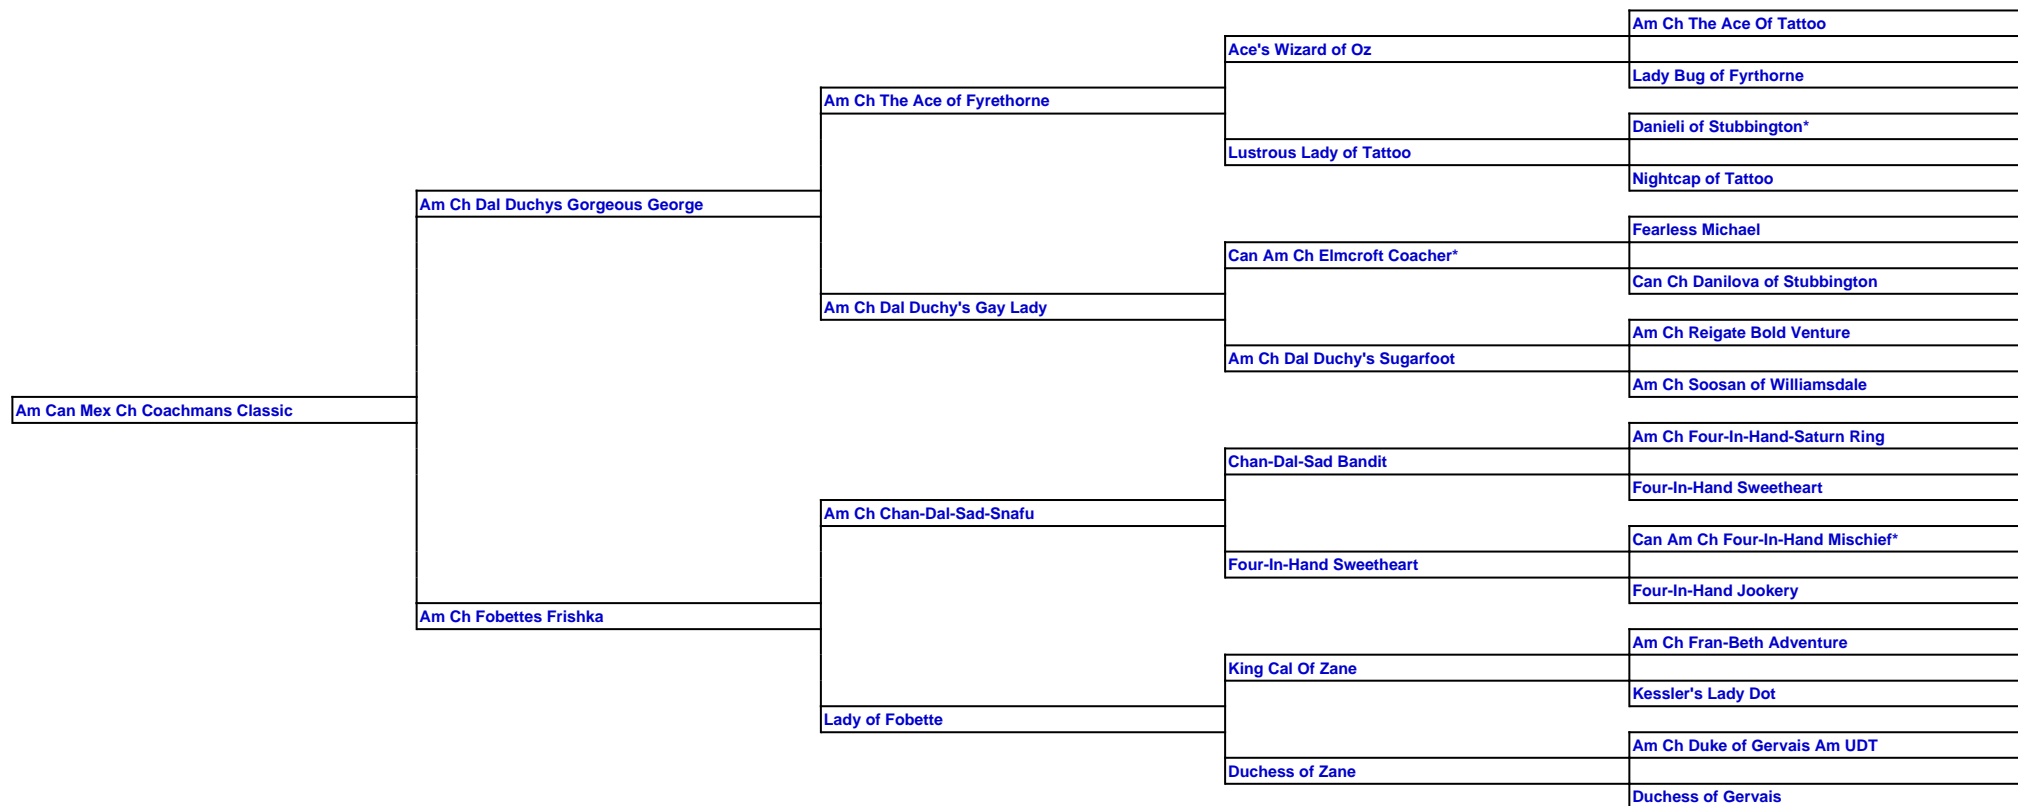 Am Ch The Ace Of Tattoo
Ace's Wizard of Oz
Lady Bug of Fyrthorne
Am Ch The Ace of Fyrethorne
Danieli of Stubbington*
Lustrous Lady of Tattoo
Nightcap of Tattoo
Am Ch Dal Duchys Gorgeous George
Fearless Michael
Can Am Ch Elmcroft Coacher*
Can Ch Danilova of Stubbington
Am Ch Dal Duchy's Gay Lady
Am Ch Reigate Bold Venture
Am Ch Dal Duchy's Sugarfoot
Am Ch Soosan of Williamsdale
Am Can Mex Ch Coachmans Classic
Am Ch Four-In-Hand-Saturn Ring
Chan-Dal-Sad Bandit
Four-In-Hand Sweetheart
Am Ch Chan-Dal-Sad-Snafu
Can Am Ch Four-In-Hand Mischief*
Four-In-Hand Sweetheart
Four-In-Hand Jookery
Am Ch Fobettes Frishka
Am Ch Fran-Beth Adventure
King Cal Of Zane
Kessler's Lady Dot
Lady of Fobette
Am Ch Duke of Gervais Am UDT
Duchess of Zane
Duchess of Gervais